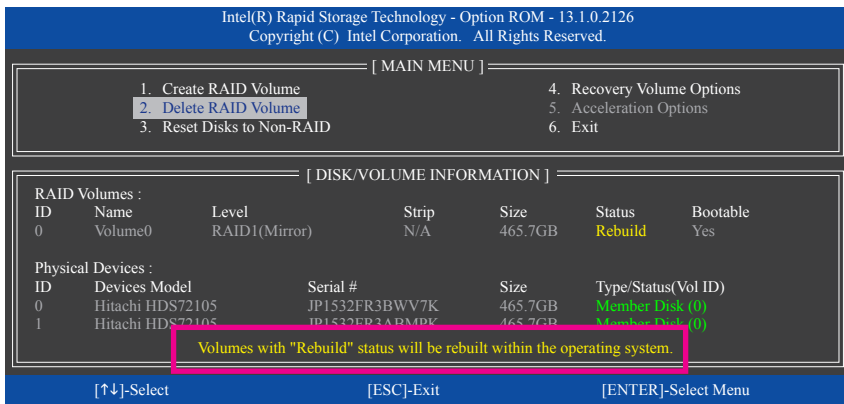 Intel(R) Rapid Storage Technology - Option ROM - 13.1.0.2126
Copyright (C) Intel Corporation. All Rights Reserved.
[ MAIN MENU ]
1. Create RAID Volume
2. Delete RAID Volume
3. Reset Disks to Non-RAID
4. Recovery Volume Options
5. Acceleration Options
6. Exit
[ DISK/VOLUME INFORMATION ]
RAID Volumes :
ID Name Level Strip Size Status Bootable
0 Volume0 RAID1(Mirror) N/A 465.7GB Rebuild Yes
Physical Devices :
ID Devices Model Serial # Size Type/Status(Vol ID)
0 Hitachi HDS72105 JP1532FR3BWV7K 465.7GB Member Disk (0)
1 Hitachi HDS72105 JP1532FR3ABMPK 465.7GB Member Disk (0)
Volumes with "Rebuild" status will be rebuilt within the operating system.
[↑↓]-Select [ESC]-Exit [ENTER]-Select Menu